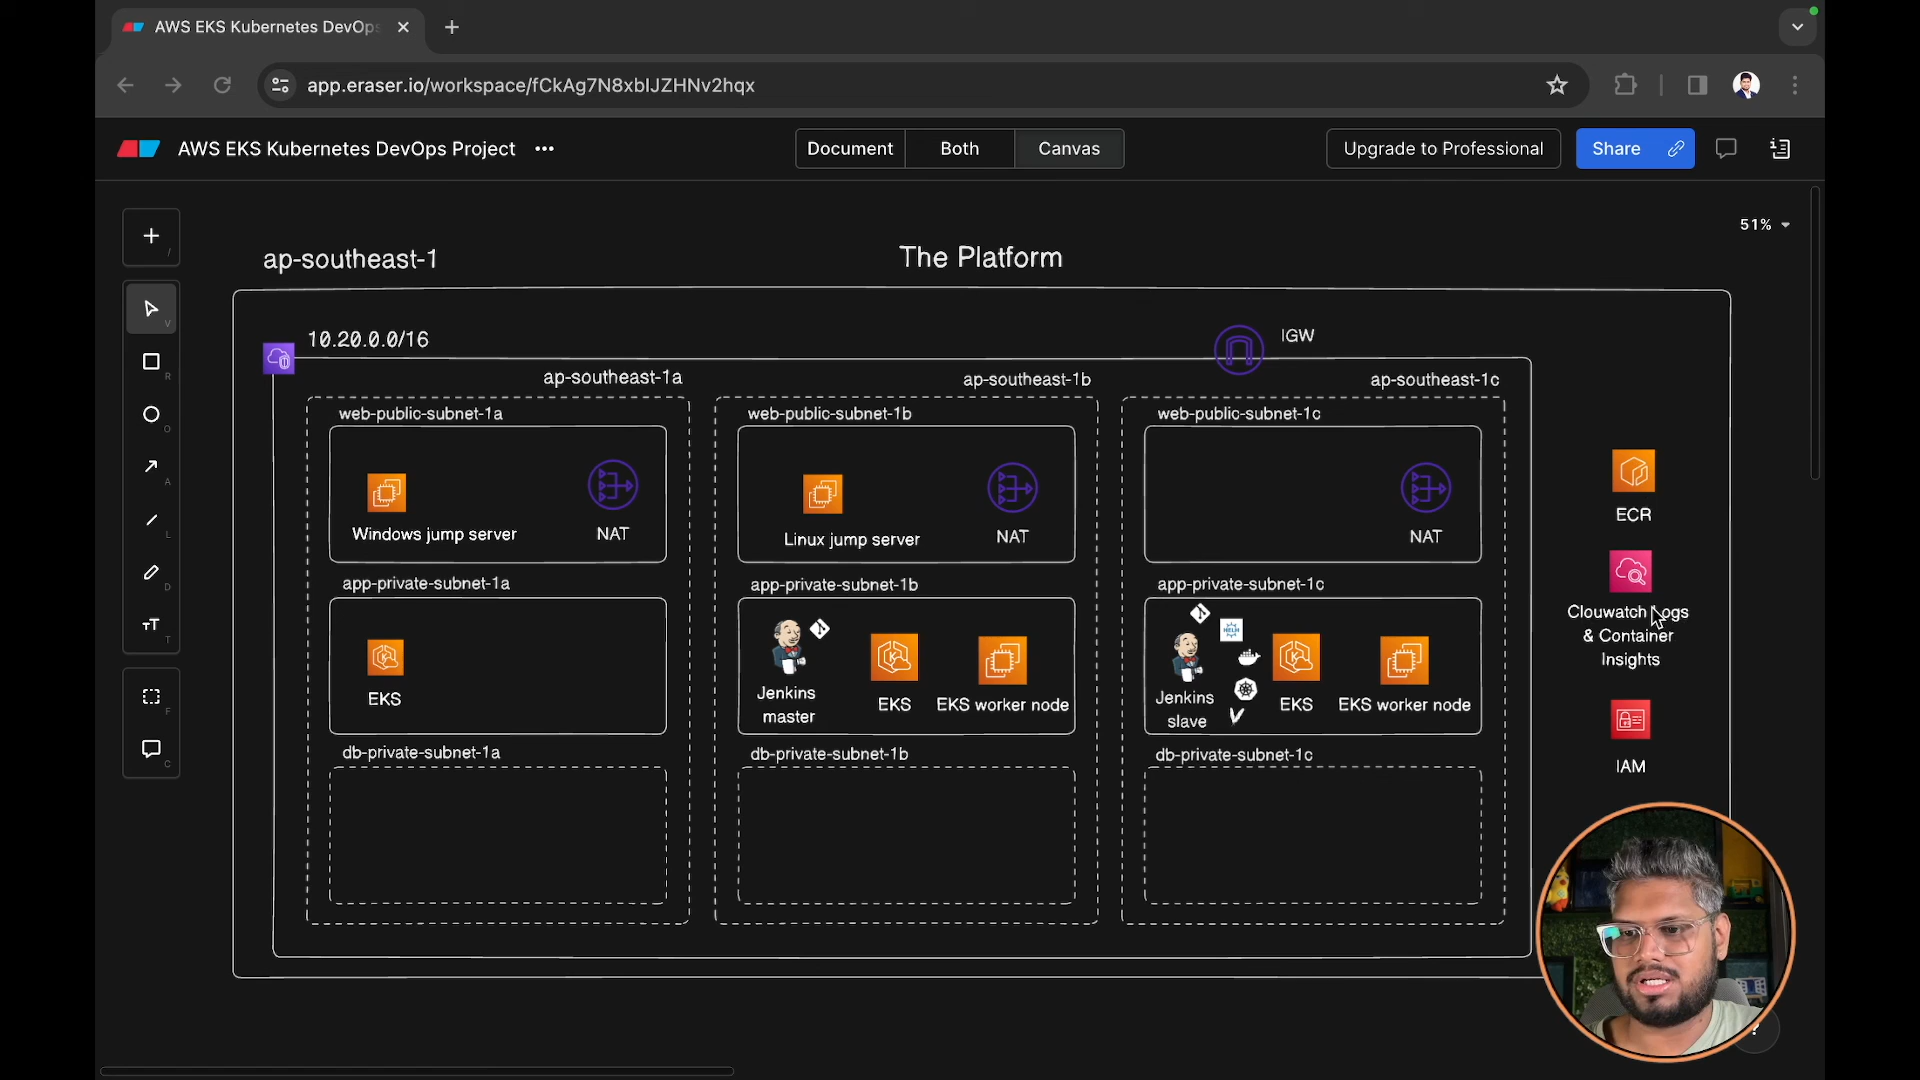 AWS EKS Kubernetes DevOps
app.eraser.io/workspace/fCkAg7N8xbIJZHNv2hqx
AWS EKS Kubernetes DevOps Project
Document
Both
Canvas
Upgrade to Professional
Share
51%
/
V
R
O
A
L
D
T
F
C
ap-southeast-1
The Platform
10.20.0.0/16
IGW
ap-southeast-1a
ap-southeast-1b
ap-southeast-1c
web-public-subnet-1a
web-public-subnet-1b
web-public-subnet-1c
Windows jump server
NAT
Linux jump server
NAT
NAT
app-private-subnet-1a
app-private-subnet-1b
app-private-subnet-1c
EKS
Jenkins
master
EKS
EKS worker node
HELM
Jenkins
slave
EKS
EKS worker node
db-private-subnet-1a
db-private-subnet-1b
db-private-subnet-1c
ECR
Clouwatch Logs
& Container
Insights
IAM
?